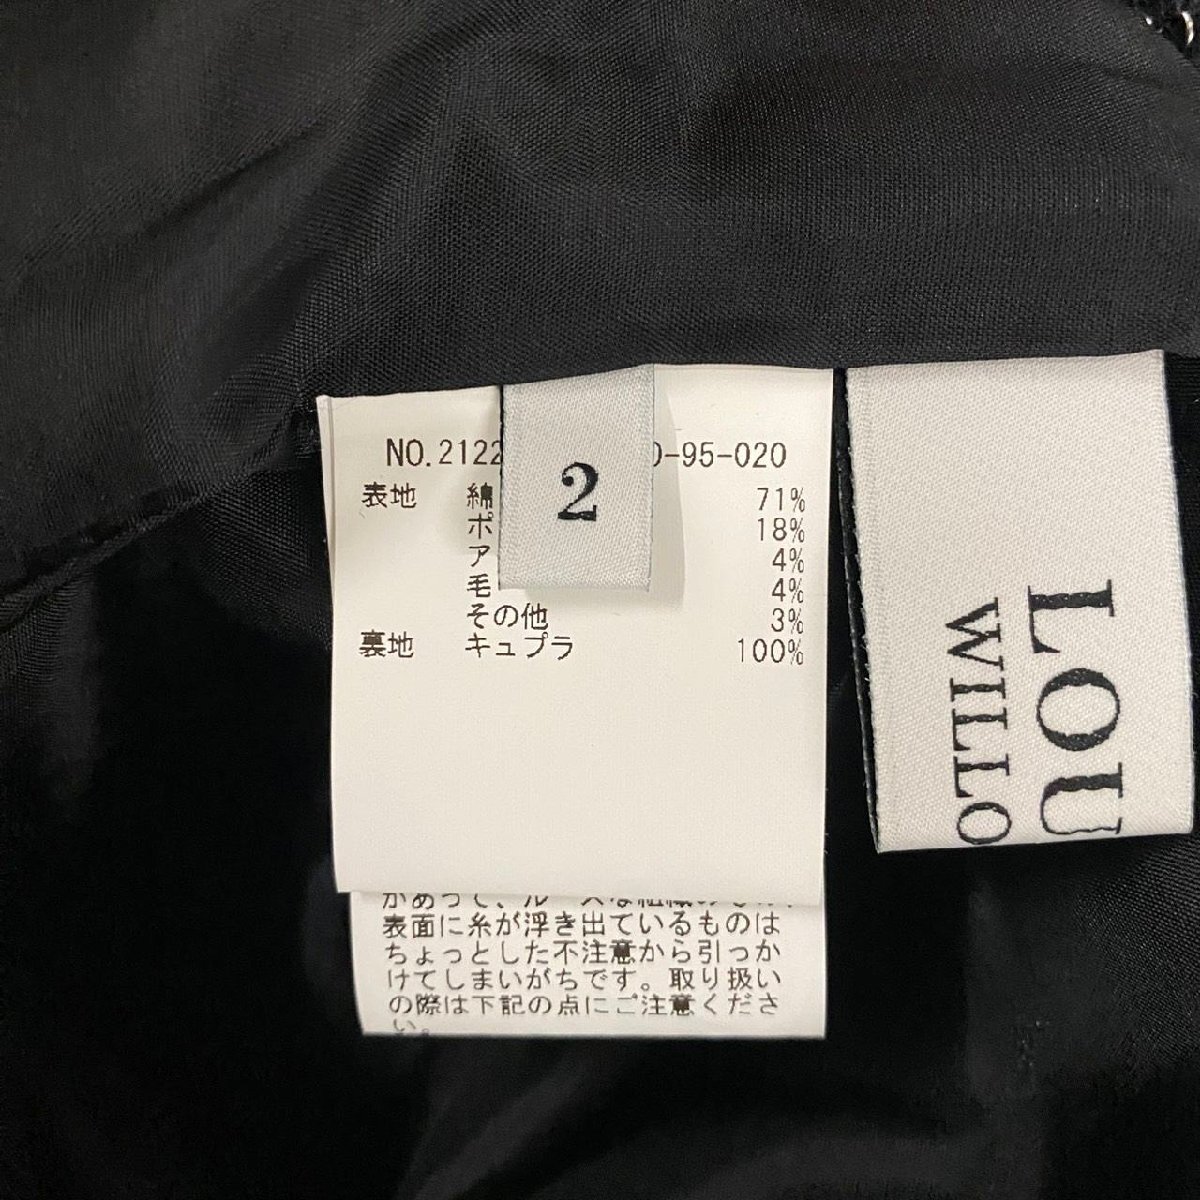 NO.2122
-95-020
2
表地 綿 71%
18%
4%
毛 4%
その他 3%
裏地 キュプラ 100%
表面に糸が浮き出ているものは
ちょっとした不注意から引っか
けてしまいがちです。取り扱い
の際は下記の点にご注意くださ
い。
LOU
WILLO